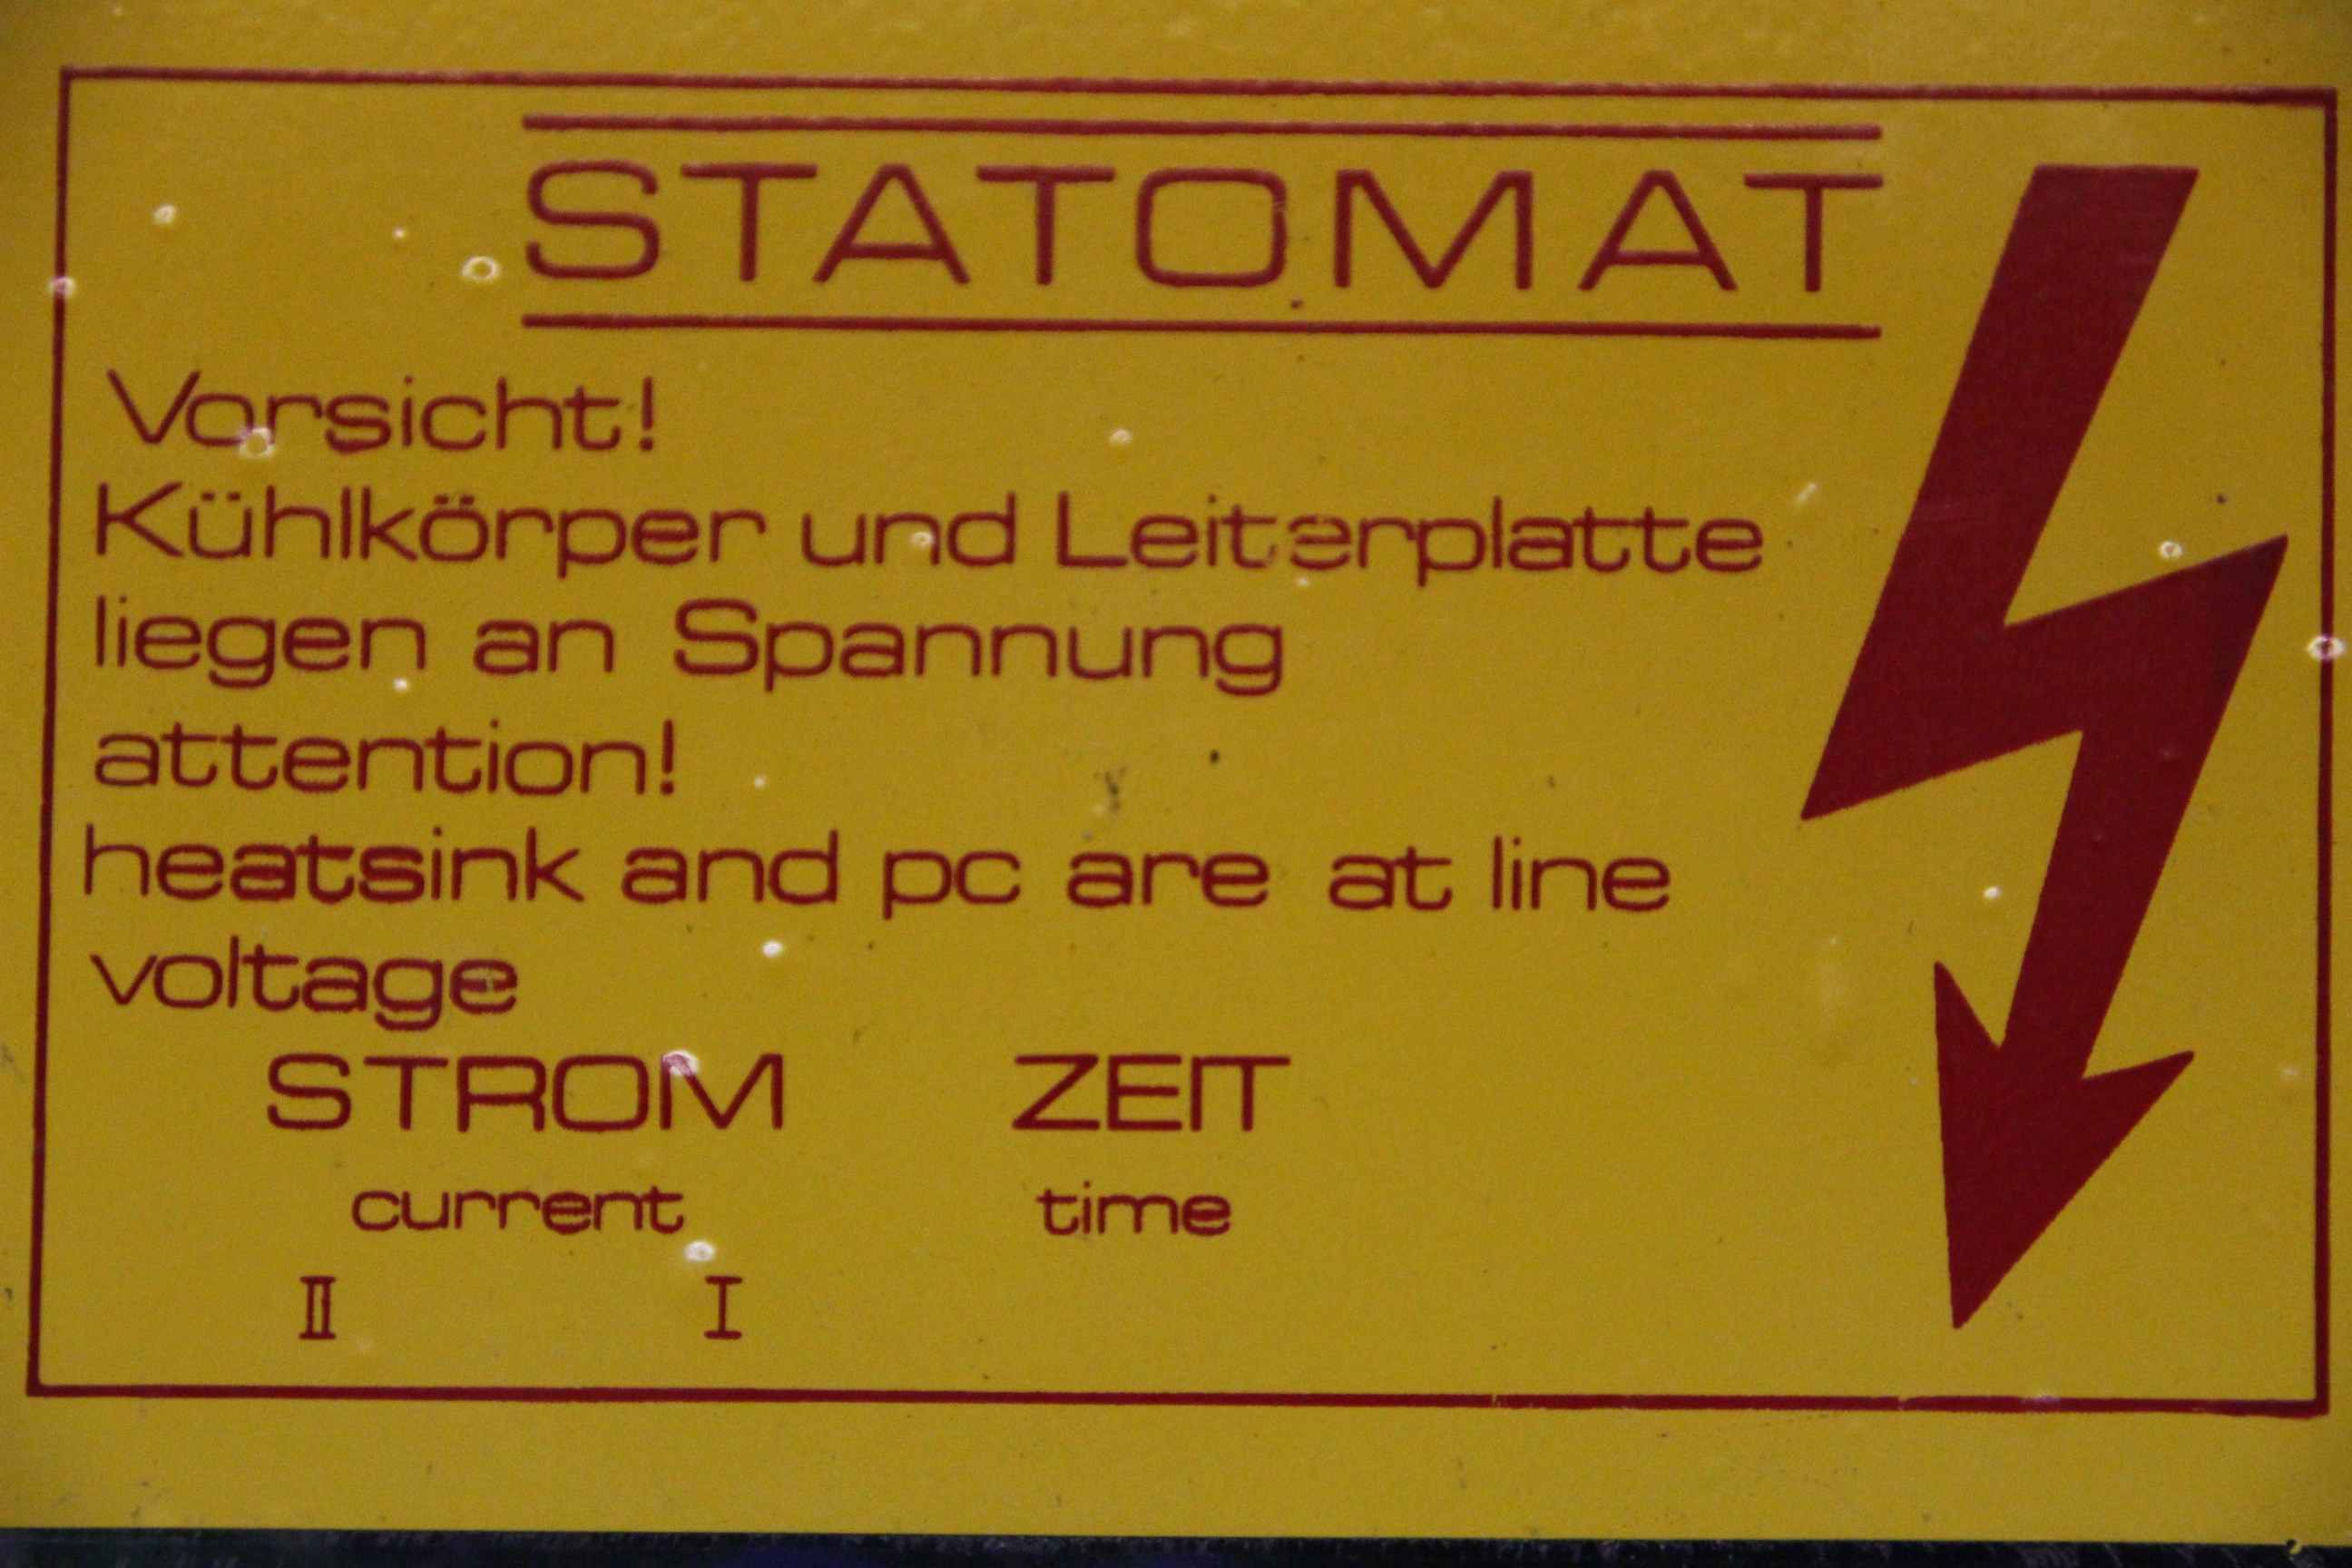 STATOMAT
Vorsicht!
Kühlkörper und Leiterplatte
liegen an Spannung
attention!
heatsink and pc are at line
voltage
STROM ZEIT
current time
II I